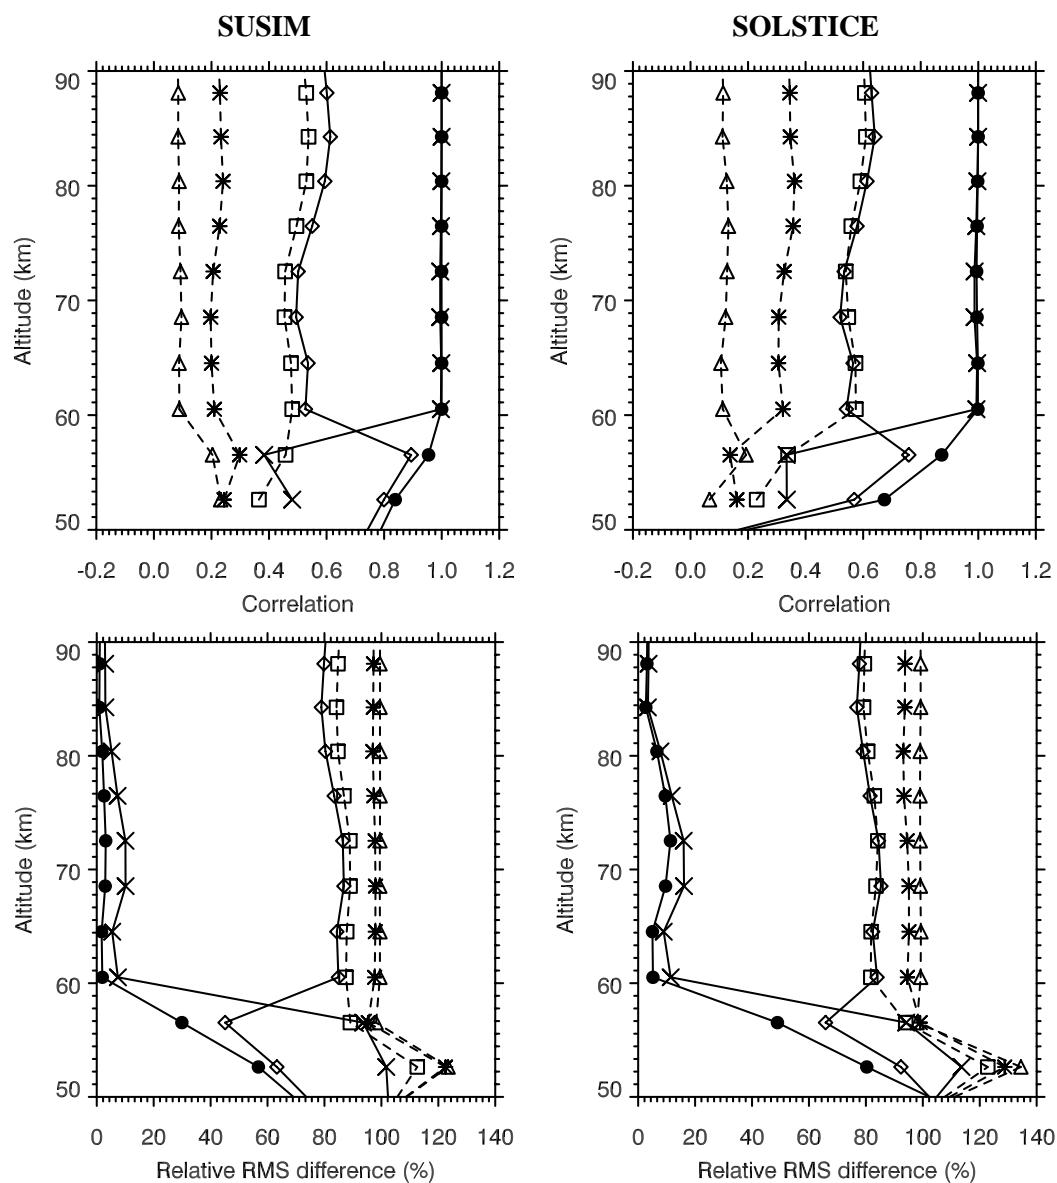 SUSIM SOLSTICE
90 90
80 80
Altitude (km) Altitude (km)
70 70
60 60
50 50
-0.2 0.0 0.2 0.4 0.6 0.8 1.0 1.2 -0.2 0.0 0.2 0.4 0.6 0.8 1.0 1.2
Correlation Correlation
90 90
80 80
Altitude (km) Altitude (km)
70 70
60 60
50 50
0 20 40 60 80 100 120 140 0 20 40 60 80 100 120 140
Relative RMS difference (%) Relative RMS difference (%)